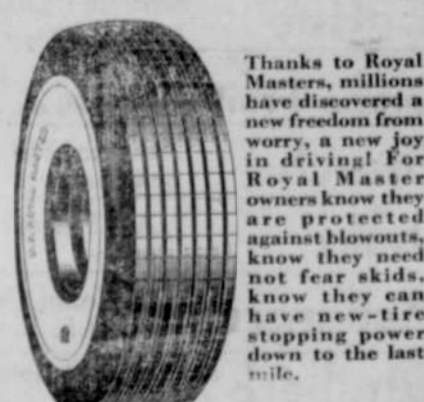 Thanks to Royal
Masters, millions
have discovered a
new freedom from
worry, a new joy
in driving! For
Royal Master
owners know they
are protected
against blowouts,
know they need
not fear skids,
know they can
have new-tire
stopping power
down to the last
mile.